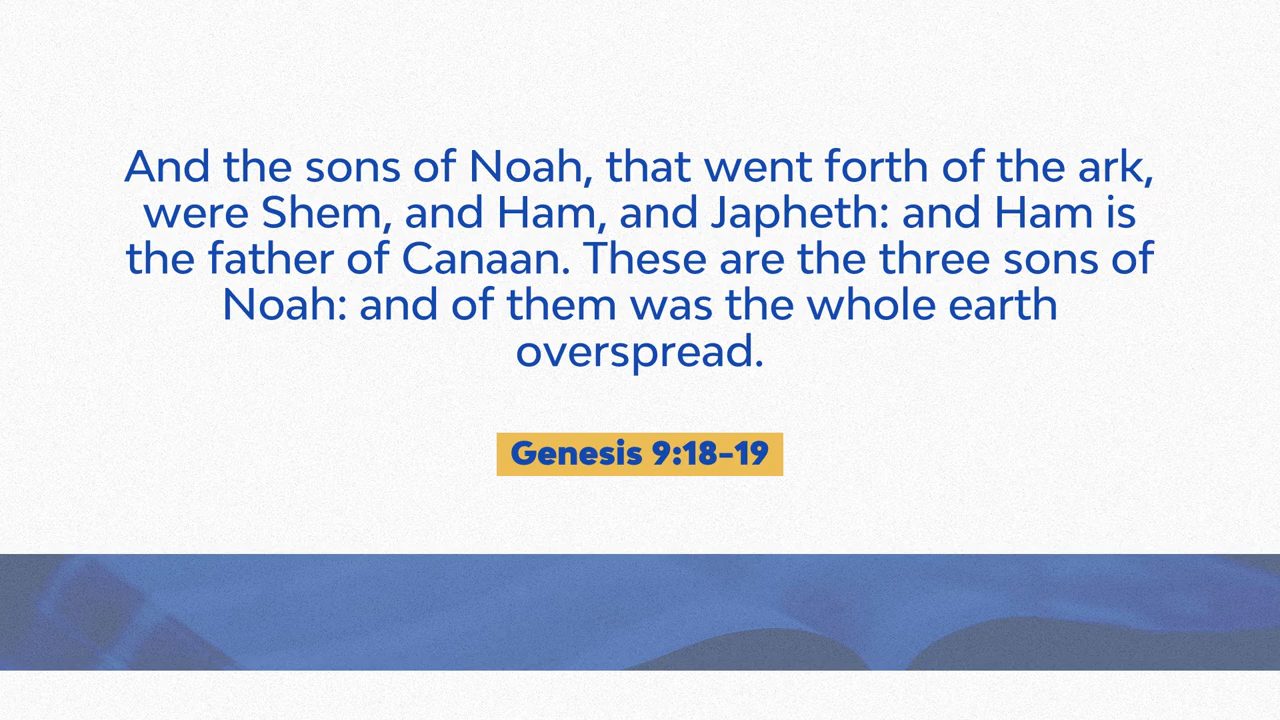 And the sons of Noah, that went forth of the ark,
were Shem, and Ham, and Japheth: and Ham is
the father of Canaan. These are the three sons of
Noah: and of them was the whole earth
overspread.
Genesis 9:18-19